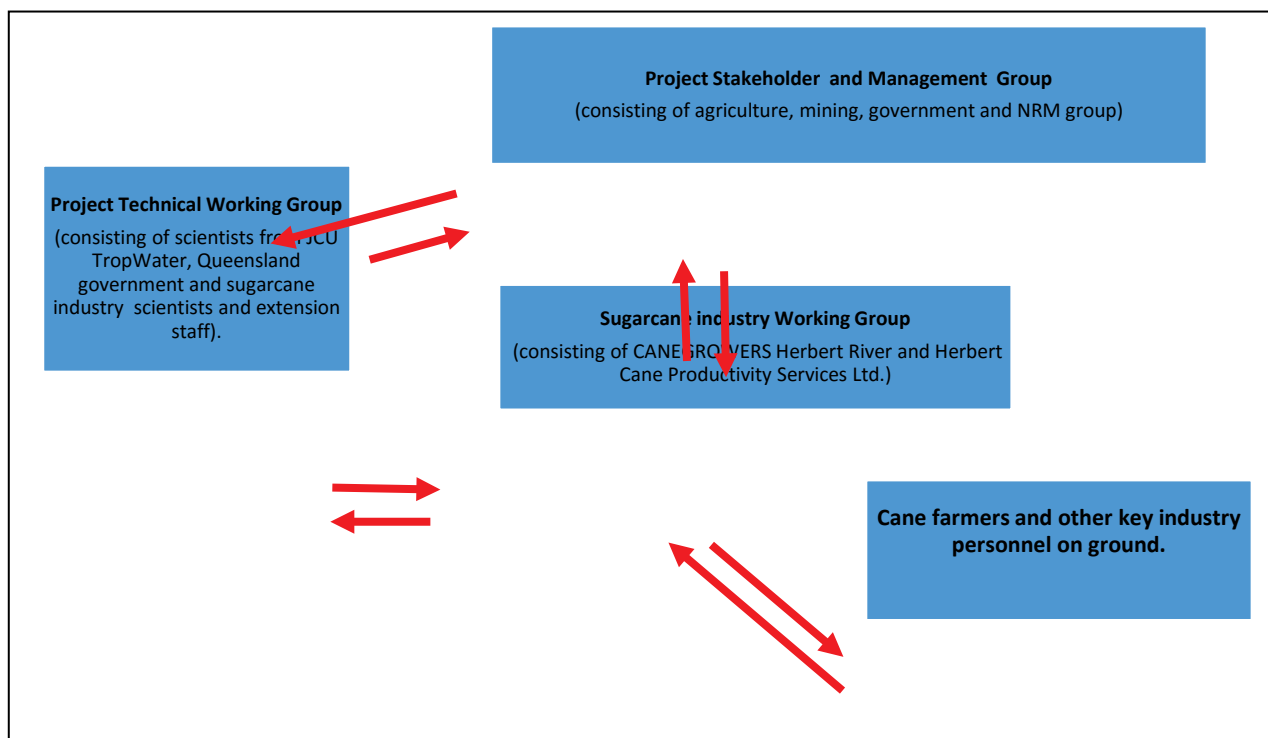 Project Stakeholder and Management Group
(consisting of agriculture, mining, government and NRM group)
Project Technical Working Group
(consisting of scientists from JCU
TropWater, Queensland
government and sugarcane
industry scientists and extension
staff).
Sugarcane industry Working Group
(consisting of CANEGROWERS Herbert River and Herbert
Cane Productivity Services Ltd.)
Cane farmers and other key industry
personnel on ground.